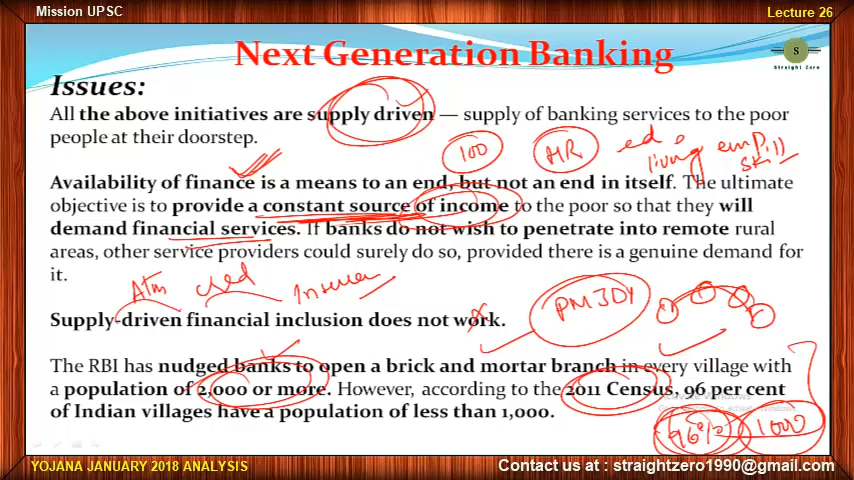 Mission UPSC
Lecture 26
Next Generation Banking
S
Straight Zero
Issues:
All the above initiatives are supply driven — supply of banking services to the poor
people at their doorstep.
100 HR ed
living emp skill
Availability of finance is a means to an end, but not an end in itself. The ultimate
objective is to provide a constant source of income to the poor so that they will
demand financial services. If banks do not wish to penetrate into remote rural
areas, other service providers could surely do so, provided there is a genuine demand for
it.
Atm
PMJDY
Supply-driven financial inclusion does not work.
The RBI has nudged banks to open a brick and mortar branch in every village with
a population of 2,000 or more. However, according to the 2011 Census, 96 per cent
of Indian villages have a population of less than 1,000.
96% 1000
YOJANA JANUARY 2018 ANALYSIS
Contact us at : straightzero1990@gmail.com